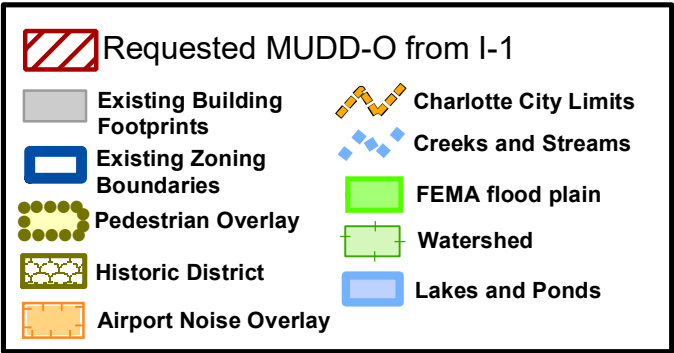 Requested MUDD-O from I-1
Existing Building
Footprints
Existing Zoning
Boundaries
Pedestrian Overlay
Historic District
Airport Noise Overlay
Charlotte City Limits
Creeks and Streams
FEMA flood plain
Watershed
Lakes and Ponds